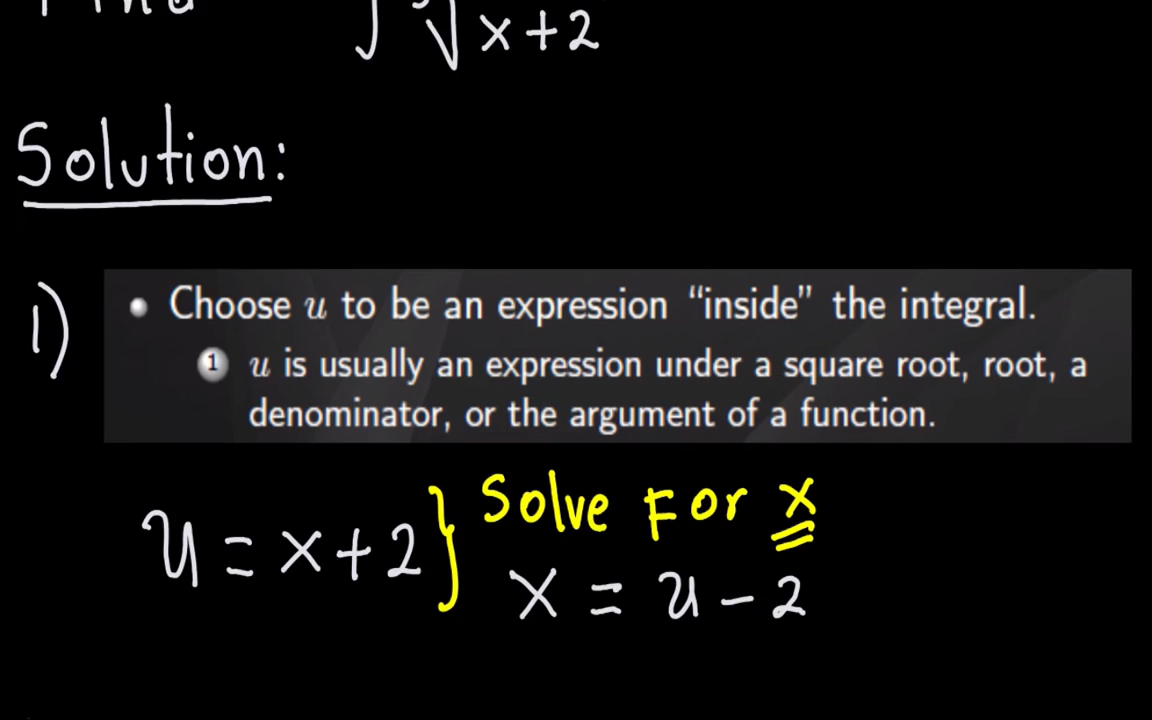 Find ∫ √x+2
Solution:
1)
• Choose u to be an expression “inside” the integral.
1 u is usually an expression under a square root, root, a
denominator, or the argument of a function.
u = x+2 } Solve For x
x = u - 2